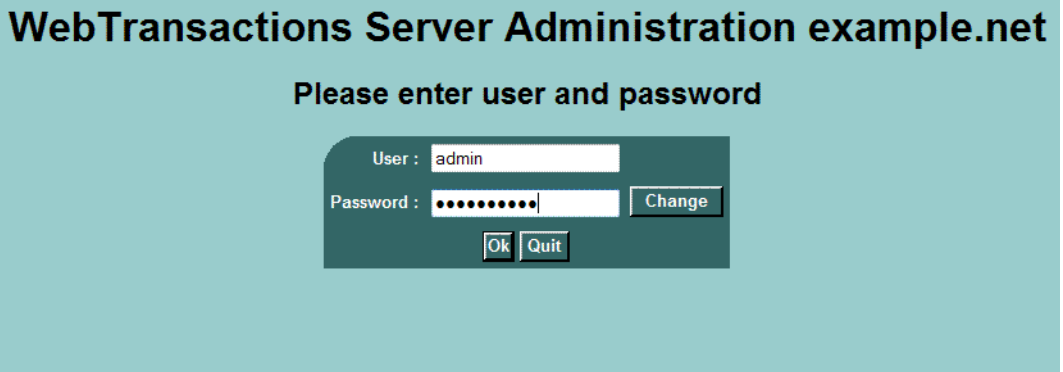 WebTransactions Server Administration example.net
Please enter user and password
User : admin
Password : ●●●●●●●●●● Change
Ok Quit